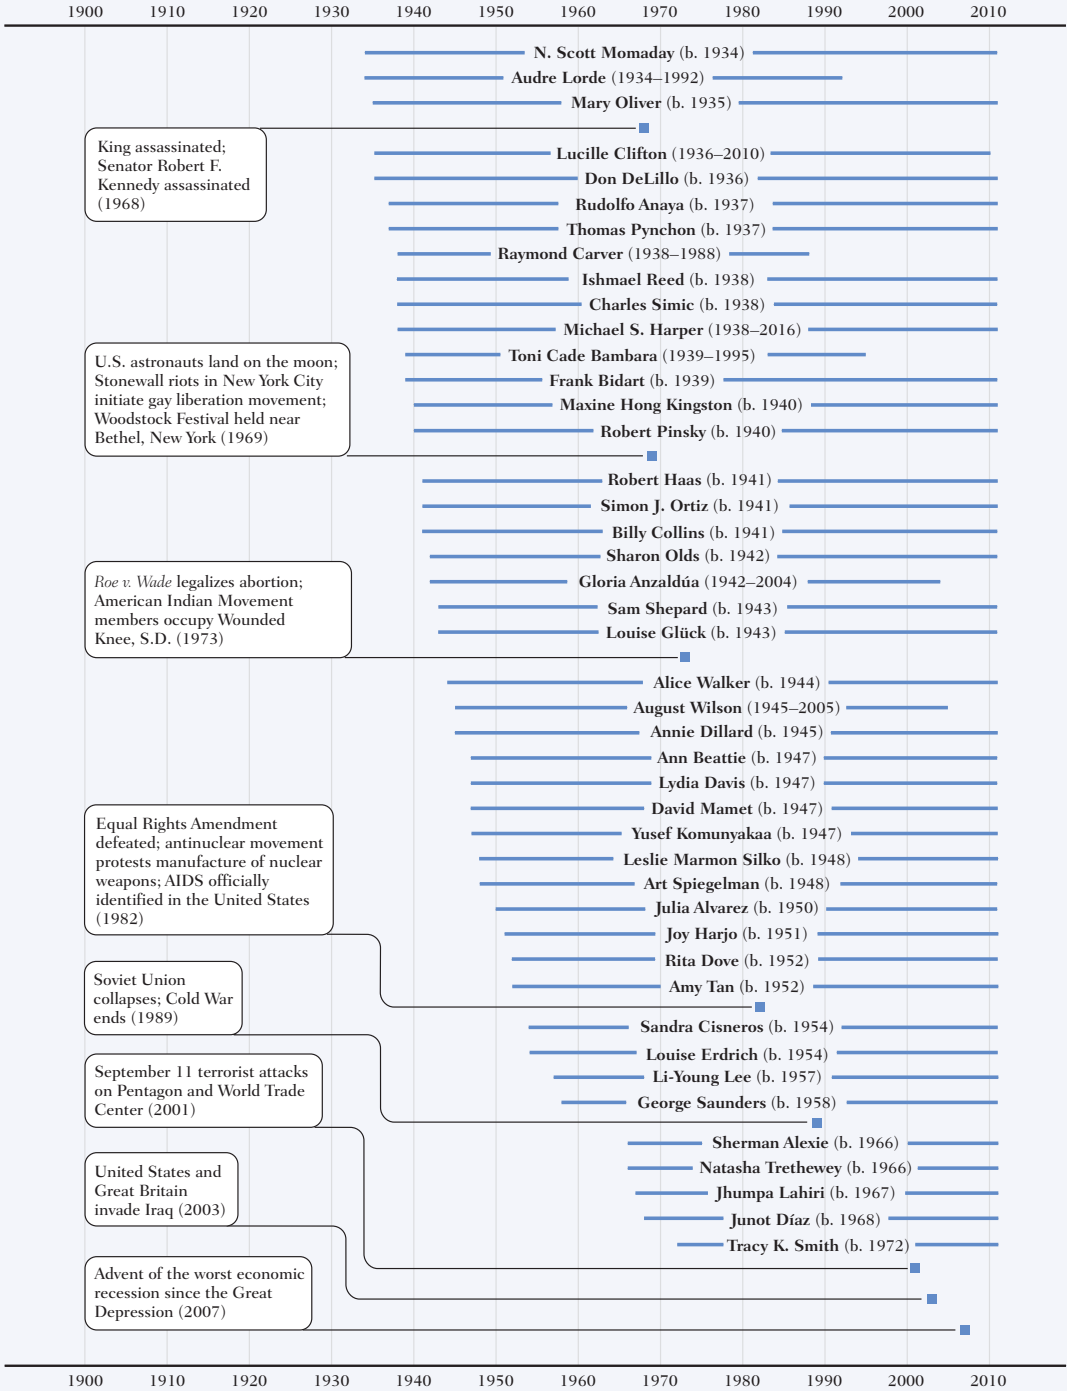 1900 1910 1920 1930 1940 1950 1960 1970 1980 1990 2000 2010
N. Scott Momaday (b. 1934)
Audre Lorde (1934–1992)
Mary Oliver (b. 1935)
King assassinated;
Senator Robert F.
Kennedy assassinated
(1968)
Lucille Clifton (1936–2010)
Don DeLillo (b. 1936)
Rudolfo Anaya (b. 1937)
Thomas Pynchon (b. 1937)
Raymond Carver (1938–1988)
Ishmael Reed (b. 1938)
Charles Simic (b. 1938)
Michael S. Harper (1938–2016)
U.S. astronauts land on the moon;
Stonewall riots in New York City
initiate gay liberation movement;
Woodstock Festival held near
Bethel, New York (1969)
Toni Cade Bambara (1939–1995)
Frank Bidart (b. 1939)
Maxine Hong Kingston (b. 1940)
Robert Pinsky (b. 1940)
Robert Haas (b. 1941)
Simon J. Ortiz (b. 1941)
Billy Collins (b. 1941)
Sharon Olds (b. 1942)
Roe v. Wade legalizes abortion;
American Indian Movement
members occupy Wounded
Knee, S.D. (1973)
Gloria Anzaldúa (1942–2004)
Sam Shepard (b. 1943)
Louise Glück (b. 1943)
Alice Walker (b. 1944)
August Wilson (1945–2005)
Annie Dillard (b. 1945)
Ann Beattie (b. 1947)
Lydia Davis (b. 1947)
David Mamet (b. 1947)
Equal Rights Amendment
defeated; antinuclear movement
protests manufacture of nuclear
weapons; AIDS officially
identified in the United States
(1982)
Yusef Komunyakaa (b. 1947)
Leslie Marmon Silko (b. 1948)
Art Spiegelman (b. 1948)
Julia Alvarez (b. 1950)
Joy Harjo (b. 1951)
Rita Dove (b. 1952)
Amy Tan (b. 1952)
Soviet Union
collapses; Cold War
ends (1989)
Sandra Cisneros (b. 1954)
Louise Erdrich (b. 1954)
Li-Young Lee (b. 1957)
George Saunders (b. 1958)
September 11 terrorist attacks
on Pentagon and World Trade
Center (2001)
Sherman Alexie (b. 1966)
Natasha Trethewey (b. 1966)
Jhumpa Lahiri (b. 1967)
Junot Díaz (b. 1968)
Tracy K. Smith (b. 1972)
United States and
Great Britain
invade Iraq (2003)
Advent of the worst economic
recession since the Great
Depression (2007)
1900 1910 1920 1930 1940 1950 1960 1970 1980 1990 2000 2010